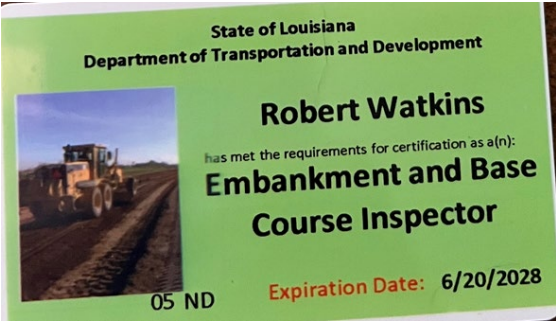 State of Louisiana
Department of Transportation and Development
Robert Watkins
has met the requirements for certification as a(n):
Embankment and Base
Course Inspector
05 ND
Expiration Date: 6/20/2028